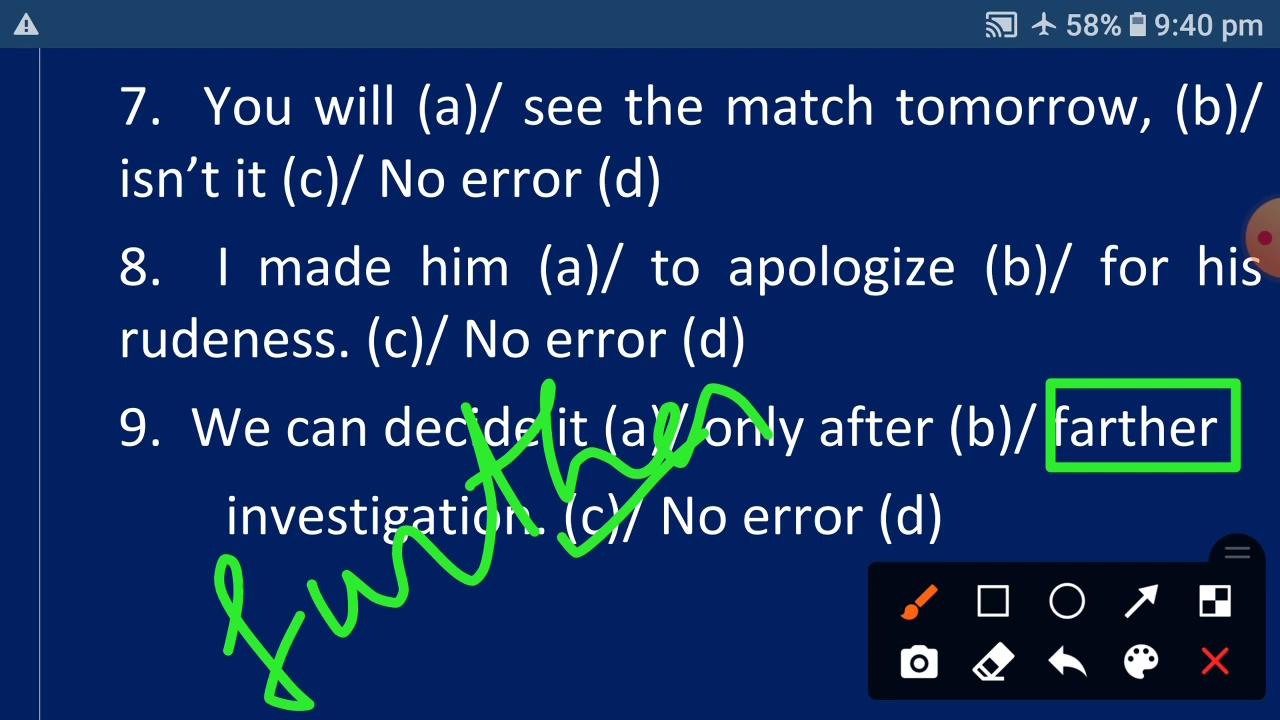 58% 9:40 pm
7. You will (a)/ see the match tomorrow, (b)/
isn’t it (c)/ No error (d)
8. I made him (a)/ to apologize (b)/ for his
rudeness. (c)/ No error (d)
9. We can decide it (a)/ only after (b)/ farther
investigation. (c)/ No error (d)
further